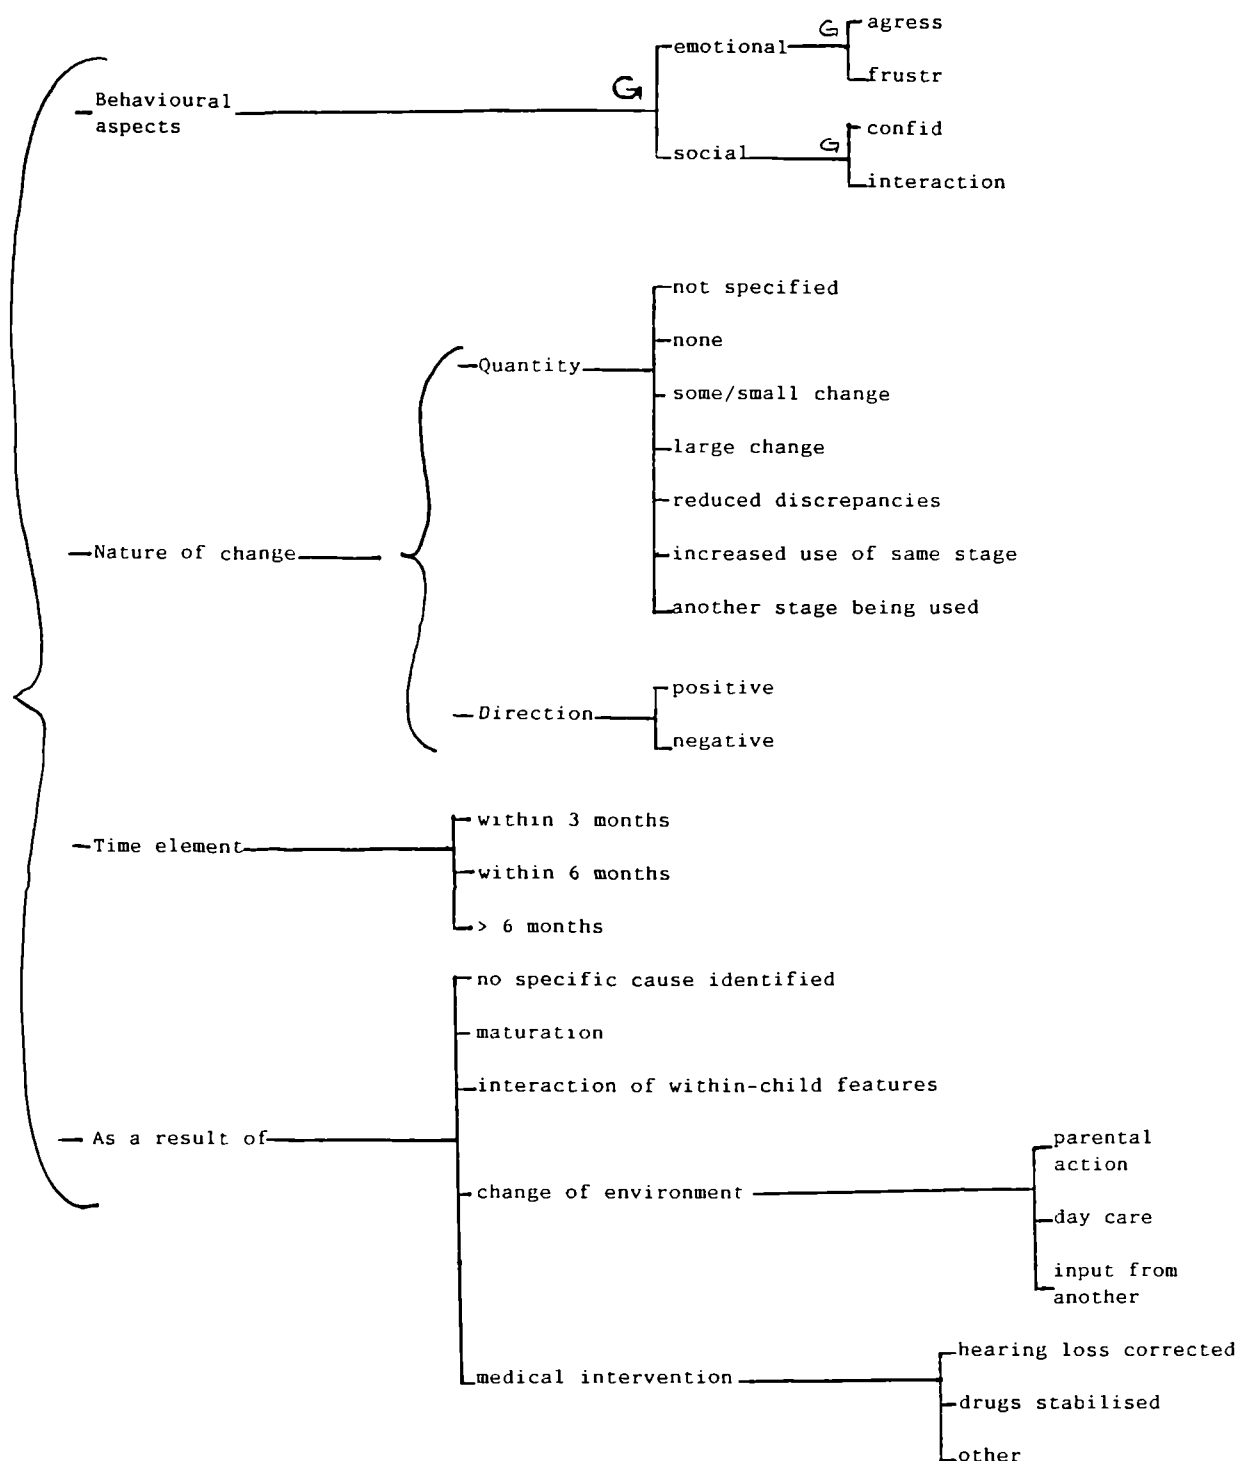 G
agress
emotional
frustr
G
Behavioural
aspects
G
confid
social
interaction
not specified
none
Quantity
some/small change
large change
reduced discrepancies
Nature of change
increased use of same stage
another stage being used
positive
Direction
negative
within 3 months
Time element
within 6 months
> 6 months
no specific cause identified
maturation
interaction of within-child features
As a result of
parental
action
change of environment
day care
input from
another
hearing loss corrected
medical intervention
drugs stabilised
other